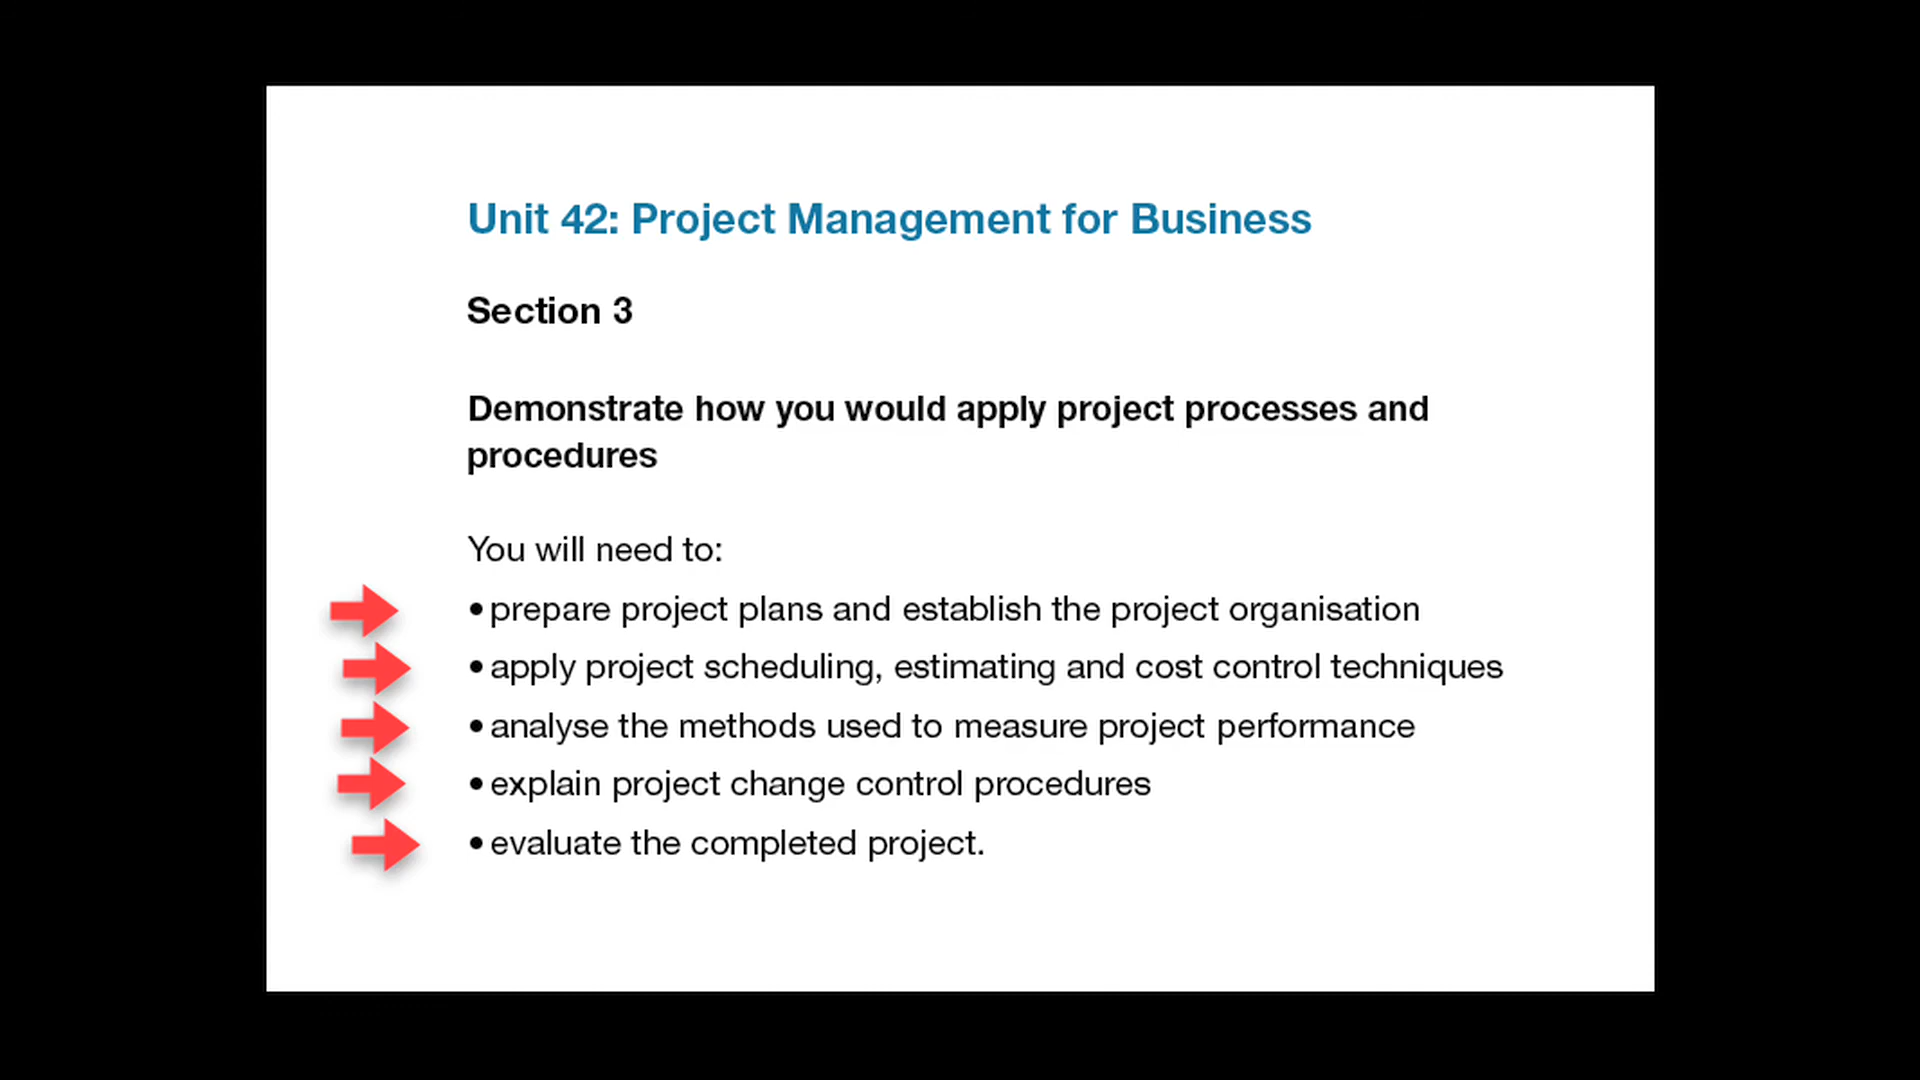 Unit 42: Project Management for Business
Section 3
Demonstrate how you would apply project processes and
procedures
You will need to:
• prepare project plans and establish the project organisation
• apply project scheduling, estimating and cost control techniques
• analyse the methods used to measure project performance
• explain project change control procedures
• evaluate the completed project.